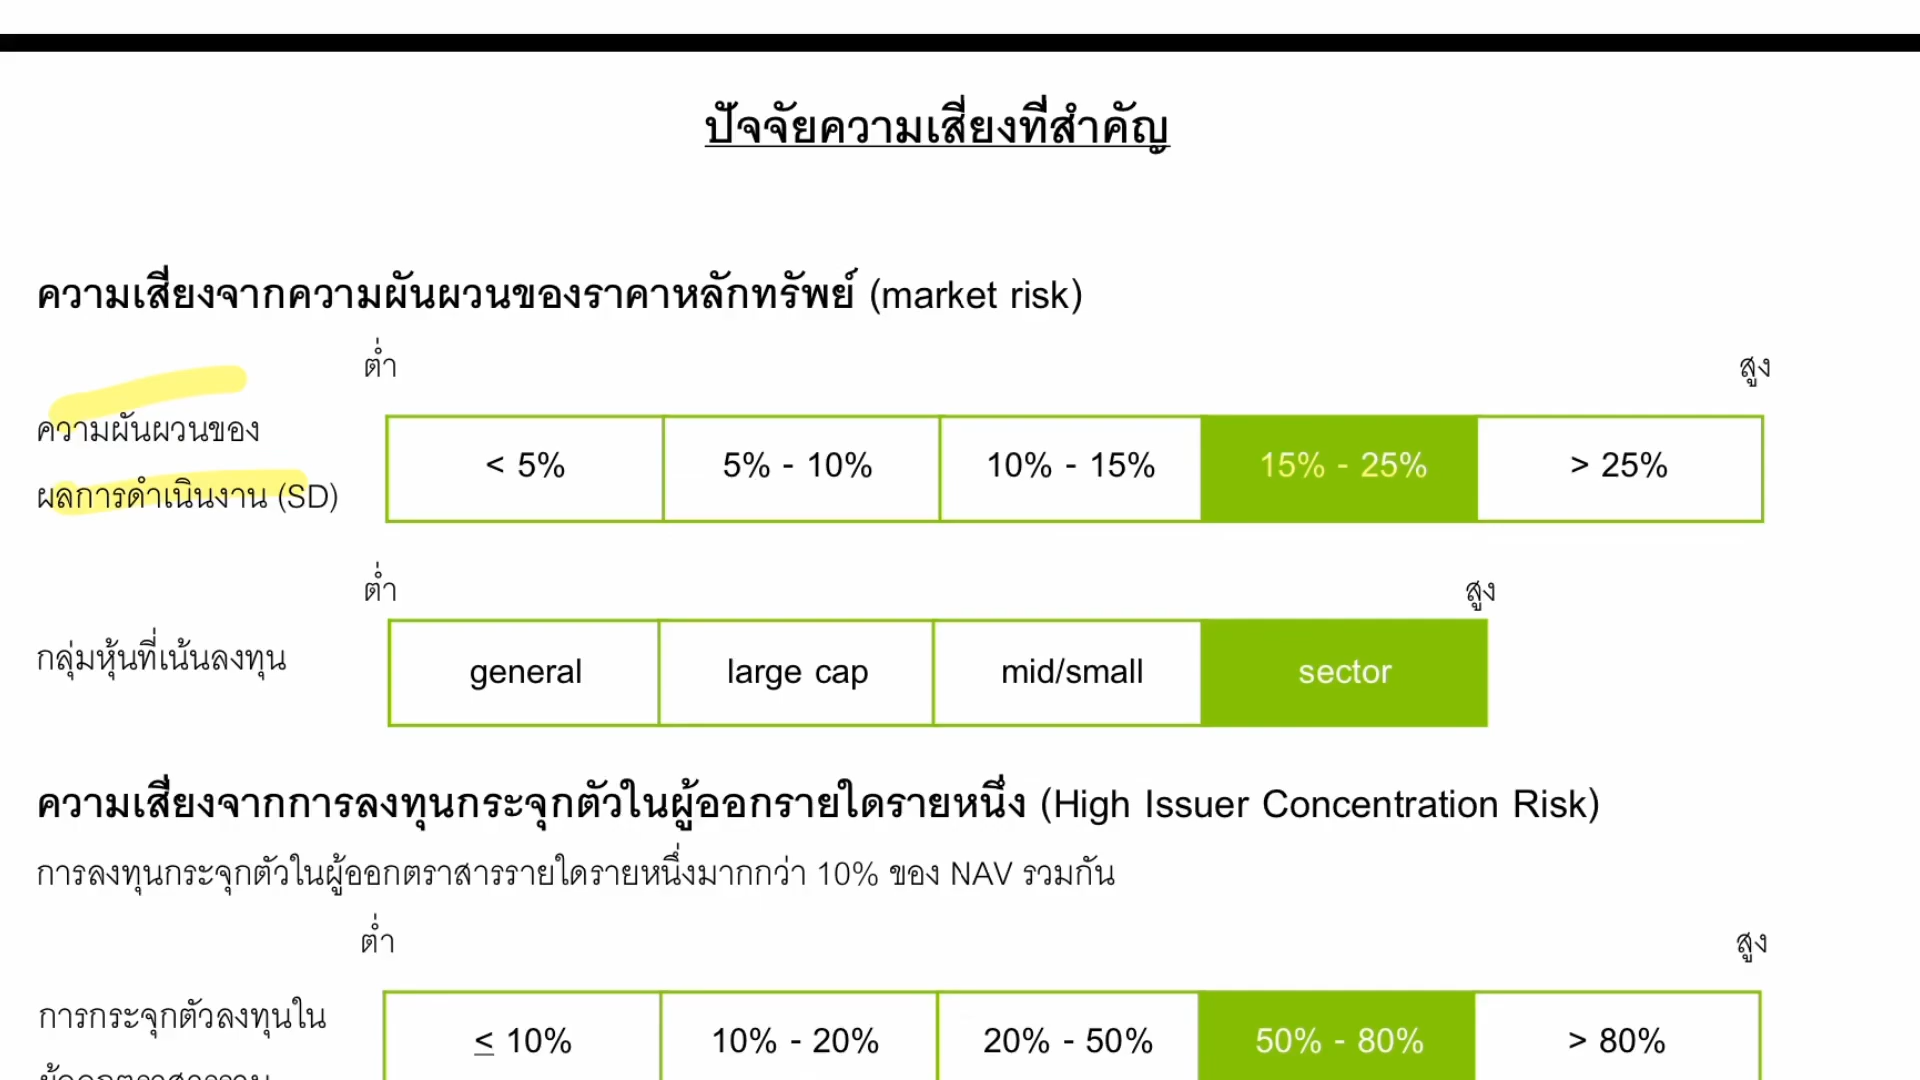 ปัจจัยความเสี่ยงที่สำคัญ
ความเสี่ยงจากความผันผวนของราคาหลักทรัพย์ (market risk)
ต่ำ สูง
ความผันผวนของ
ผลการดำเนินงาน (SD)
< 5% 5% - 10% 10% - 15% 15% - 25% > 25%
ต่ำ สูง
กลุ่มหุ้นที่เน้นลงทุน general large cap mid/small sector
ความเสี่ยงจากการลงทุนกระจุกตัวในผู้ออกรายใดรายหนึ่ง (High Issuer Concentration Risk)
การลงทุนกระจุกตัวในผู้ออกตราสารรายใดรายหนึ่งมากกว่า 10% ของ NAV รวมกัน
ต่ำ สูง
การกระจุกตัวลงทุนใน
≤ 10% 10% - 20% 20% - 50% 50% - 80% > 80%